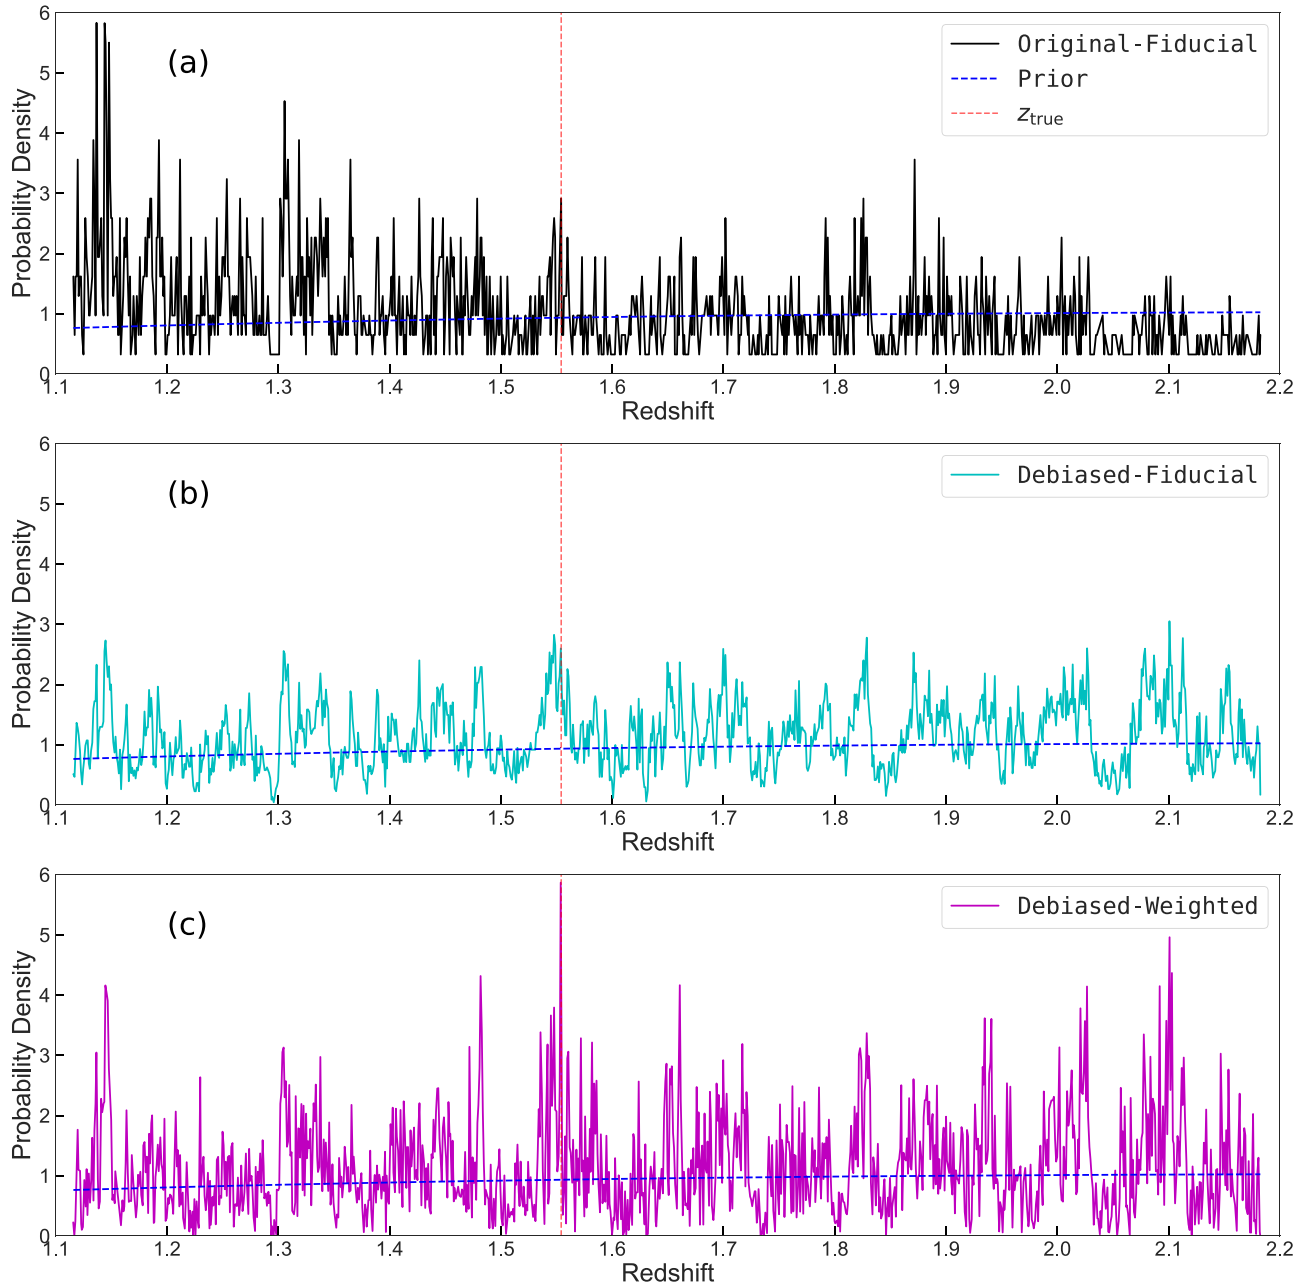 (a)
Original-Fiducial
Prior
z_true
Probability Density
6
5
4
3
2
1
0
1.1 1.2 1.3 1.4 1.5 1.6 1.7 1.8 1.9 2.0 2.1 2.2
Redshift
(b)
Debiased-Fiducial
Probability Density
6
5
4
3
2
1
0
1.1 1.2 1.3 1.4 1.5 1.6 1.7 1.8 1.9 2.0 2.1 2.2
Redshift
(c)
Debiased-Weighted
Probability Density
6
5
4
3
2
1
0
1.1 1.2 1.3 1.4 1.5 1.6 1.7 1.8 1.9 2.0 2.1 2.2
Redshift